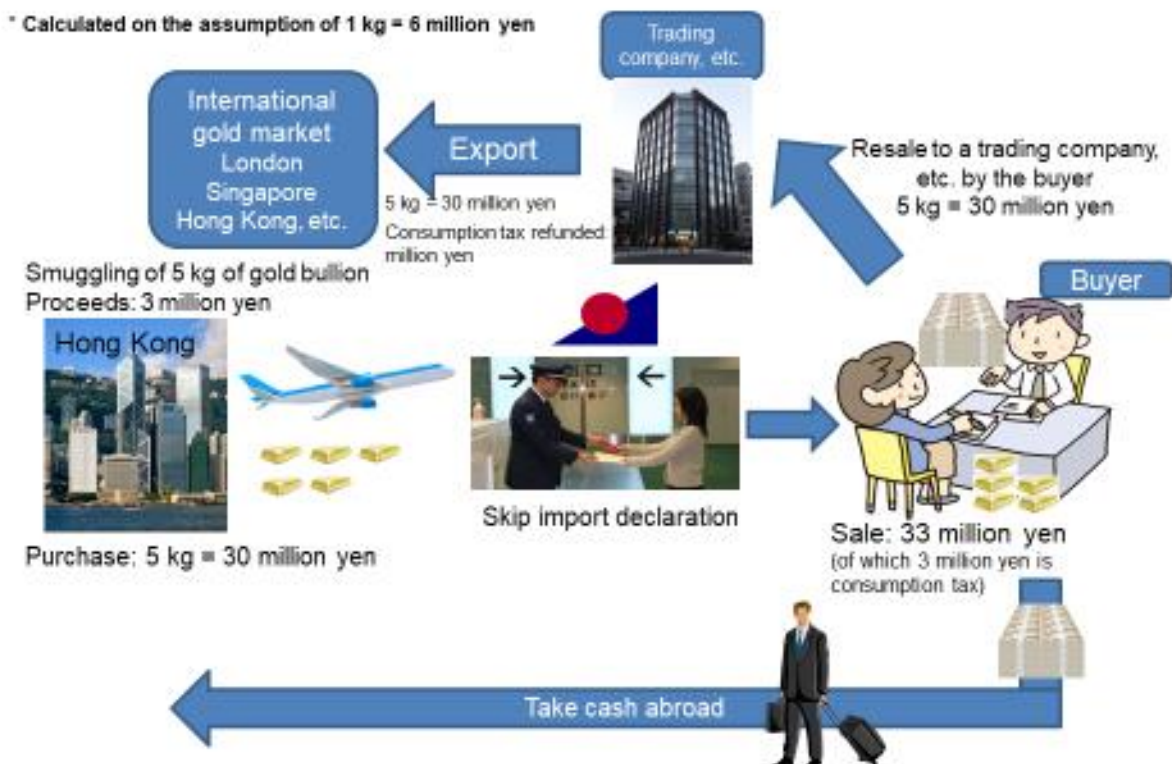 * Calculated on the assumption of 1 kg = 6 million yen
Trading
company, etc.
International
gold market
London
Singapore
Hong Kong, etc.
Export
5 kg = 30 million yen
Consumption tax refunded
million yen
Resale to a trading company,
etc. by the buyer
5 kg = 30 million yen
Smuggling of 5 kg of gold bullion
Proceeds: 3 million yen
Hong Kong
Buyer
Skip import declaration
Purchase: 5 kg = 30 million yen
Sale: 33 million yen
(of which 3 million yen is
consumption tax)
Take cash abroad